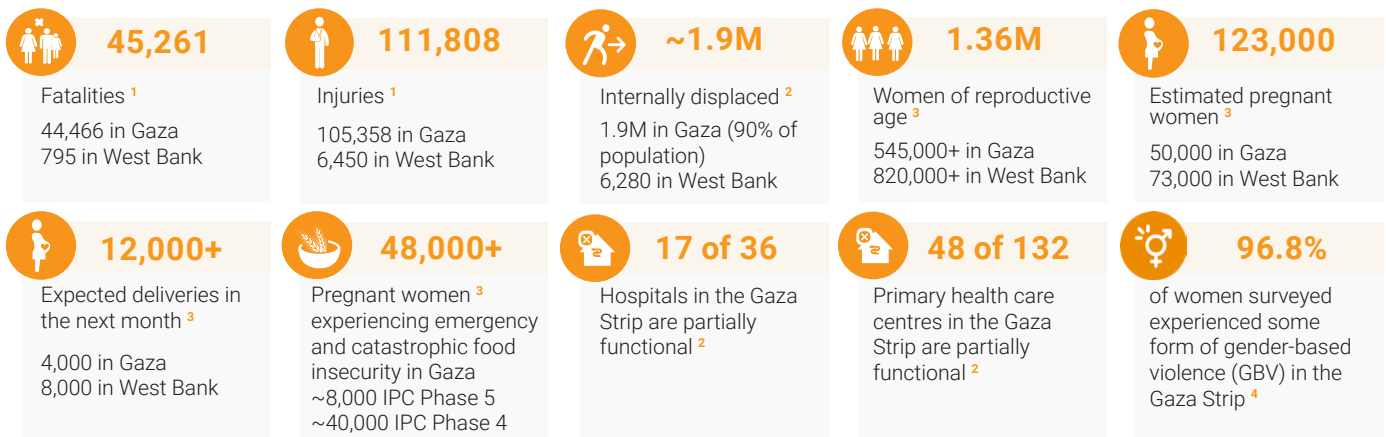 45,261
Fatalities 1
44,466 in Gaza
795 in West Bank
111,808
Injuries 1
105,358 in Gaza
6,450 in West Bank
~1.9M
Internally displaced 2
1.9M in Gaza (90% of
population)
6,280 in West Bank
1.36M
Women of reproductive
age 3
545,000+ in Gaza
820,000+ in West Bank
123,000
Estimated pregnant
women 3
50,000 in Gaza
73,000 in West Bank
12,000+
Expected deliveries in
the next month 3
4,000 in Gaza
8,000 in West Bank
48,000+
Pregnant women 3
experiencing emergency
and catastrophic food
insecurity in Gaza
~8,000 IPC Phase 5
~40,000 IPC Phase 4
17 of 36
Hospitals in the Gaza
Strip are partially
functional 2
48 of 132
Primary health care
centres in the Gaza
Strip are partially
functional 2
96.8%
of women surveyed
experienced some
form of gender-based
violence (GBV) in the
Gaza Strip 4